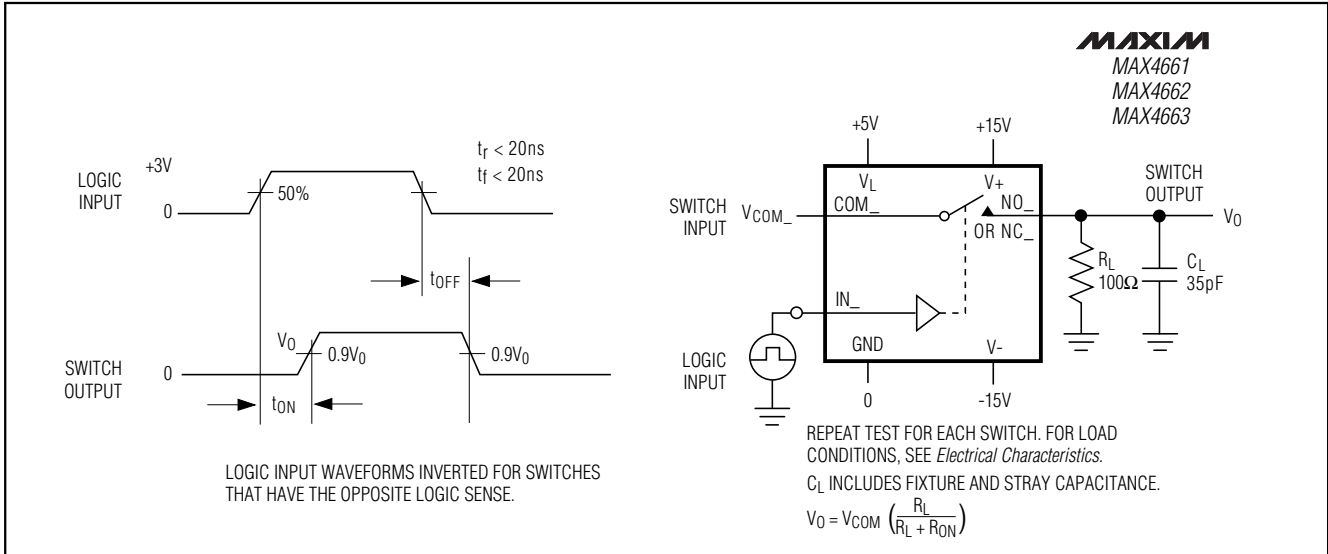 MAXIM
MAX4661
MAX4662
MAX4663
LOGIC
INPUT
+3V
0
50%
tr < 20ns
tf < 20ns
tOFF
SWITCH
OUTPUT
0
VO
0.9V0
0.9V0
tON
LOGIC INPUT WAVEFORMS INVERTED FOR SWITCHES
THAT HAVE THE OPPOSITE LOGIC SENSE.
+5V
+15V
VL
V+
SWITCH
INPUT
VCOM_
COM_
NO_
OR NC_
SWITCH
OUTPUT
VO
RL
100Ω
CL
35pF
IN_
LOGIC
INPUT
GND
V-
0
-15V
REPEAT TEST FOR EACH SWITCH. FOR LOAD
CONDITIONS, SEE Electrical Characteristics.
CL INCLUDES FIXTURE AND STRAY CAPACITANCE.
VO = VCOM (RL / RL + RON)